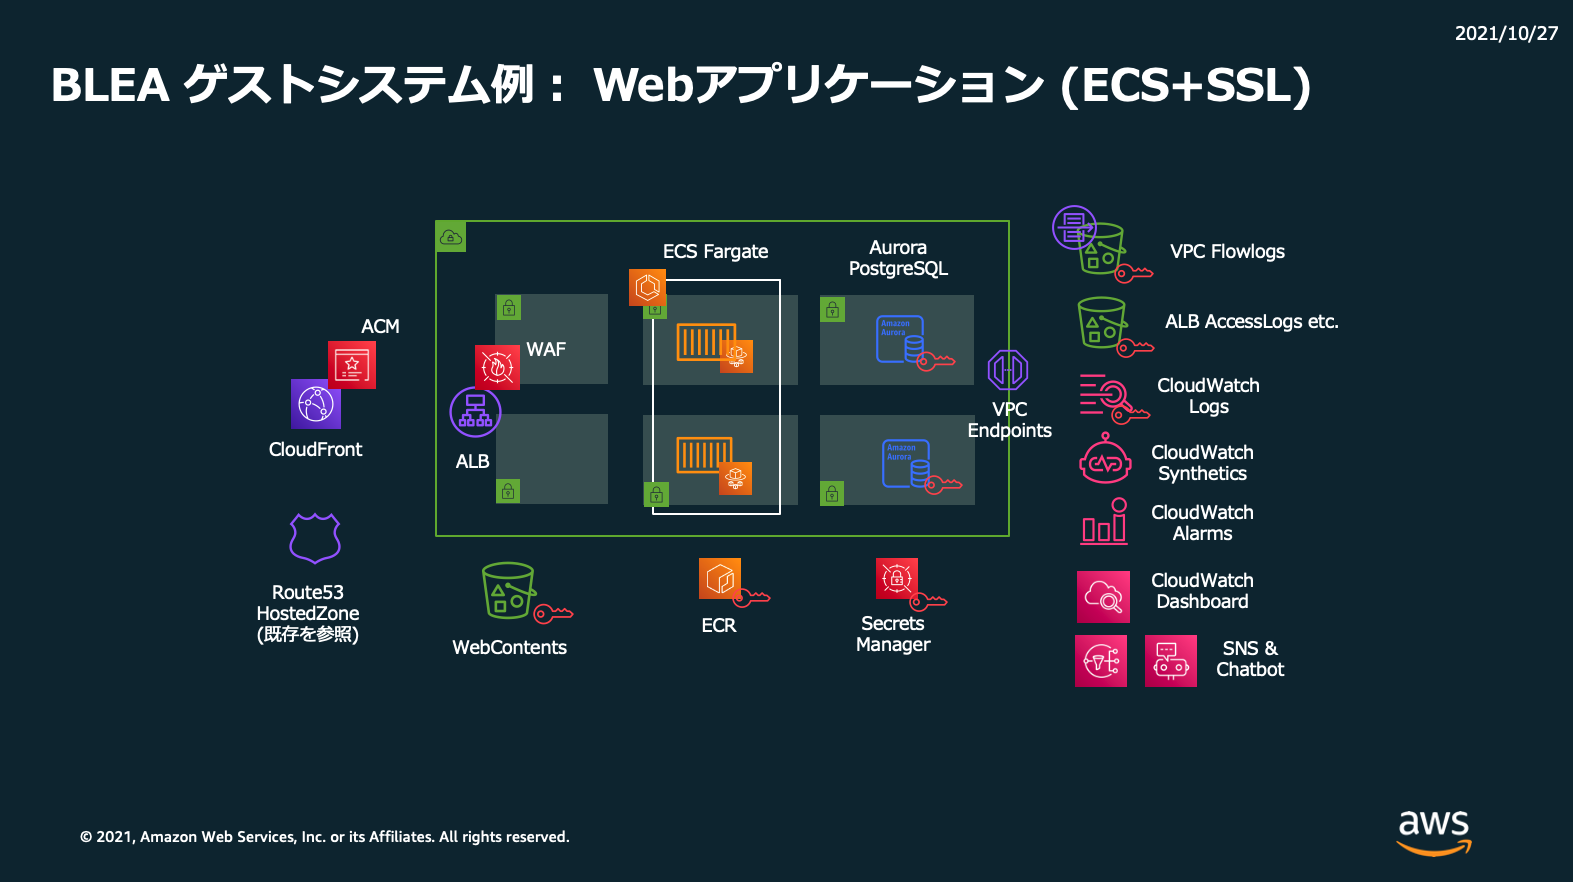 2021/10/27
BLEA ゲストシステム例： Webアプリケーション (ECS+SSL)
ECS Fargate
Aurora
PostgreSQL
VPC Flowlogs
ACM
WAF
Amazon
Aurora
ALB AccessLogs etc.
CloudFront
ALB
VPC
Endpoints
CloudWatch
Logs
Amazon
Aurora
CloudWatch
Synthetics
CloudWatch
Alarms
Route53
HostedZone
(既存を参照)
WebContents
ECR
Secrets
Manager
CloudWatch
Dashboard
SNS &
Chatbot
© 2021, Amazon Web Services, Inc. or its Affiliates. All rights reserved.
aws